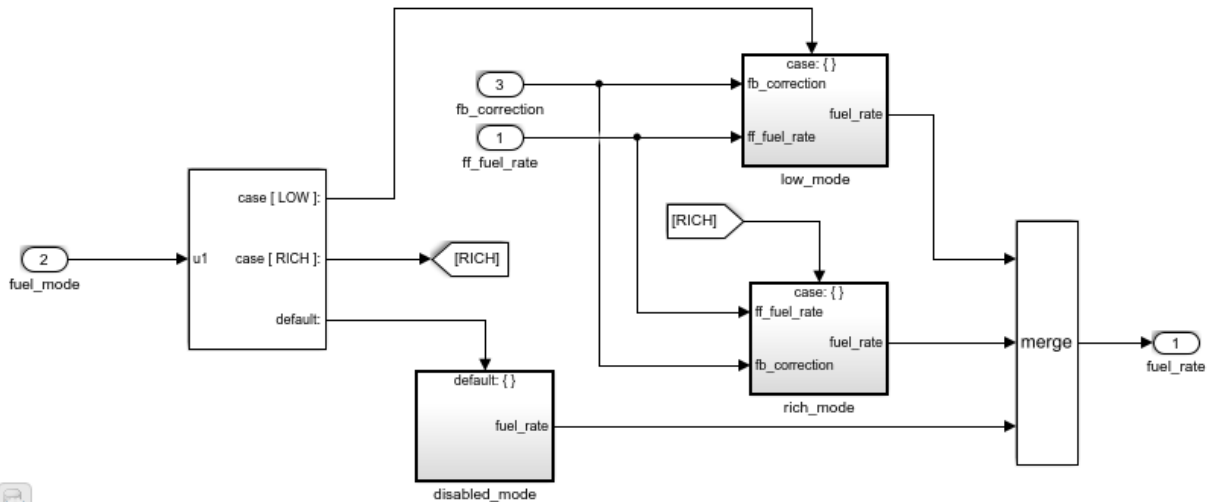 case: { }
3
fb_correction
fb_correction
fuel_rate
1
ff_fuel_rate
ff_fuel_rate
low_mode
case [ LOW ]:
[RICH]
2
fuel_mode
u1
case [ RICH ]:
[RICH]
case: { }
ff_fuel_rate
default:
fuel_rate
merge
1
fuel_rate
fb_correction
default: { }
rich_mode
fuel_rate
disabled_mode